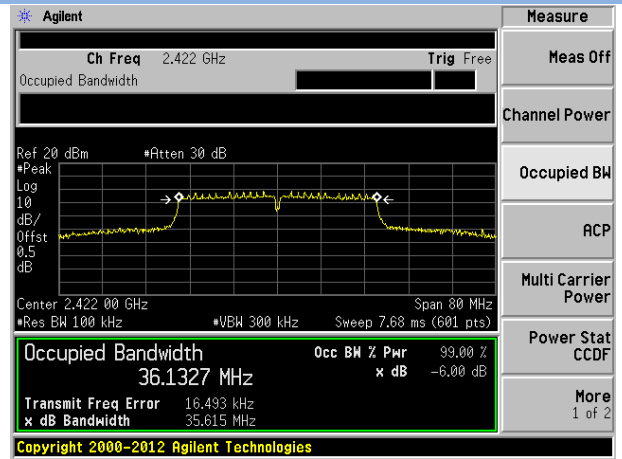 Agilent
Measure
Ch Freq 2.422 GHz Trig Free
Occupied Bandwidth
Meas Off
Channel Power
Occupied BW
ACP
Multi Carrier
Power
Power Stat
CCDF
More
1 of 2
Ref 20 dBm #Atten 30 dB
#Peak
Log
10
dB/
Offst
0.5
dB
Center 2.422 00 GHz Span 80 MHz
#Res BW 100 kHz #VBW 300 kHz Sweep 7.68 ms (601 pts)
Occupied Bandwidth Occ BW % Pwr 99.00 %
36.1327 MHz x dB -6.00 dB
Transmit Freq Error 16.493 kHz
x dB Bandwidth 35.615 MHz
Copyright 2000-2012 Agilent Technologies